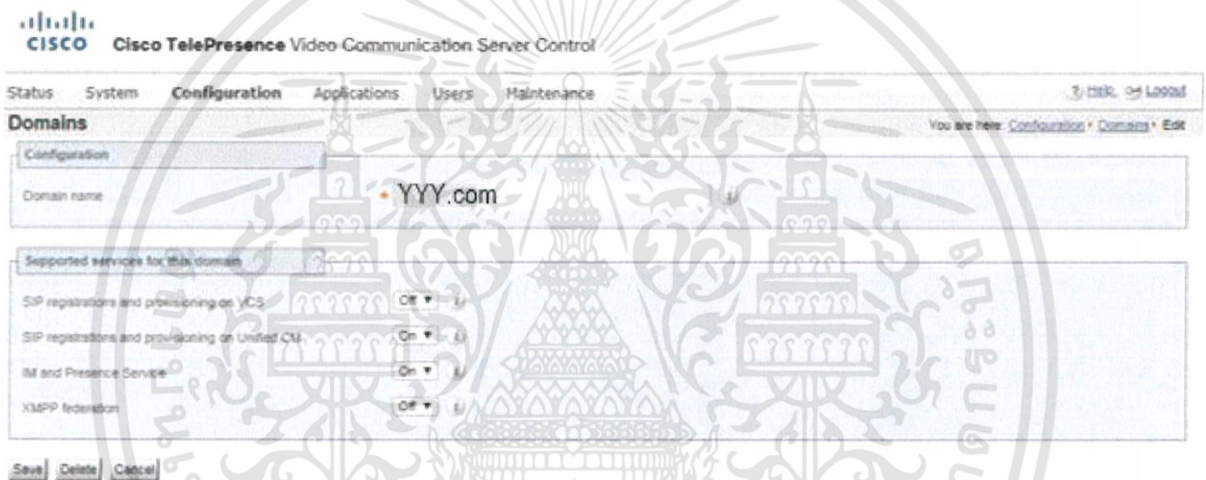 CISCO Cisco TelePresence Video Communication Server Control
Status System Configuration Applications Users Maintenance Help Logout
Domains You are here: Configuration Domains Edit
Configuration
Domain name YYY.com
Supported services for this domain
SIP registrations and provisioning on VCS Off
SIP registrations and provisioning on Unified CM On
IM and Presence Service On
XMPP federation Off
Save Delete Cancel